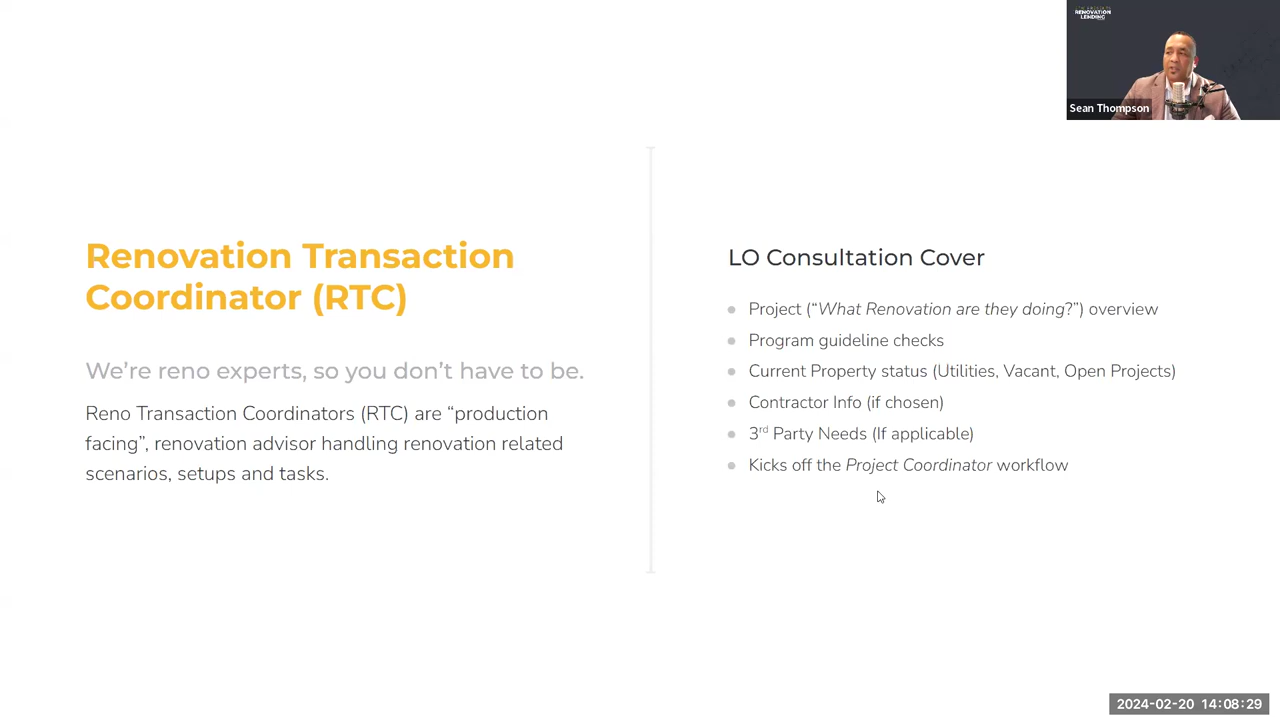 RENOVATION
LENDING
Sean Thompson
Renovation Transaction
Coordinator (RTC)
We’re reno experts, so you don’t have to be.
Reno Transaction Coordinators (RTC) are “production
facing”, renovation advisor handling renovation related
scenarios, setups and tasks.
LO Consultation Cover
Project (“What Renovation are they doing?”) overview
Program guideline checks
Current Property status (Utilities, Vacant, Open Projects)
Contractor Info (if chosen)
3rd Party Needs (If applicable)
Kicks off the Project Coordinator workflow
2024-02-20 14:08:29